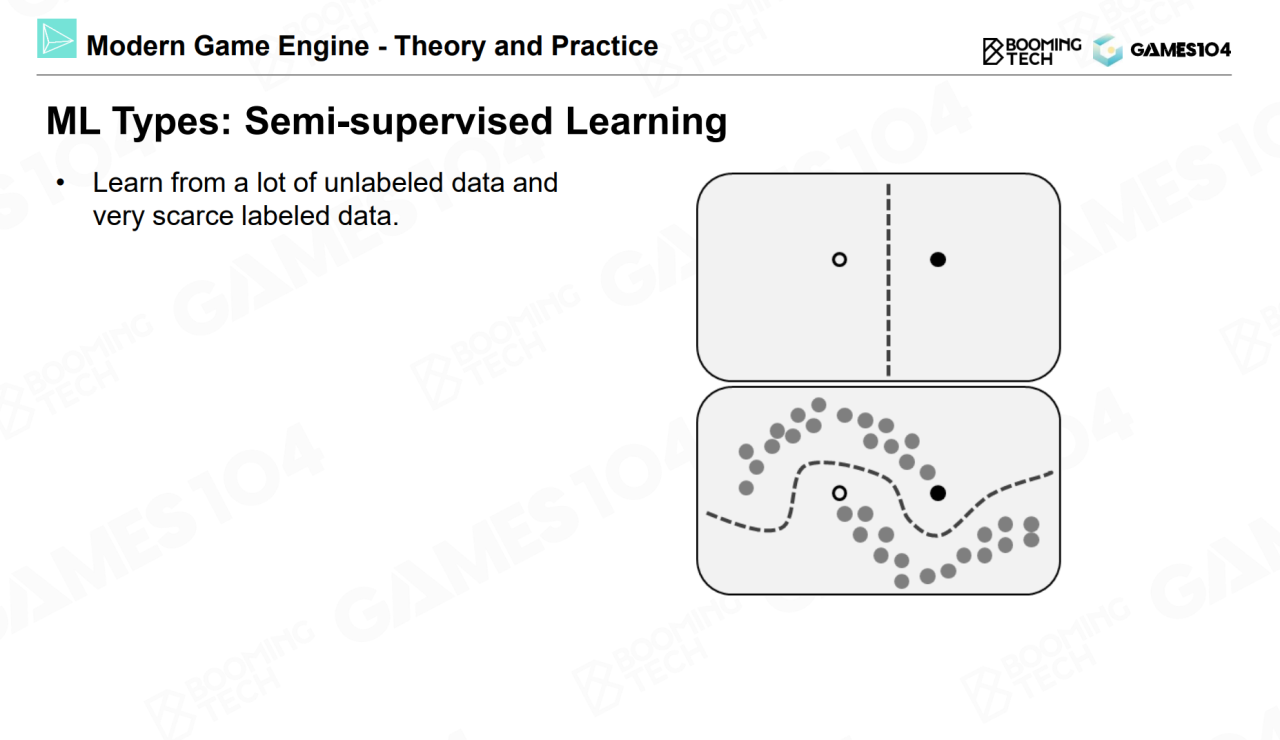 Modern Game Engine - Theory and Practice
BOOMING
TECH
GAMES104
ML Types: Semi-supervised Learning
• Learn from a lot of unlabeled data and
very scarce labeled data.